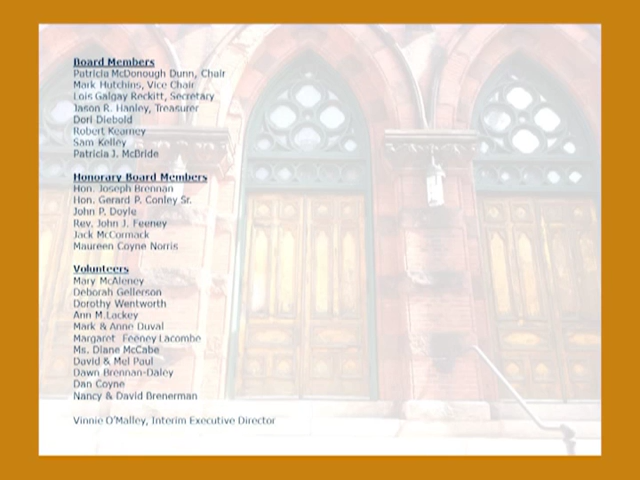 Board Members
Patricia McDonough Dunn, Chair
Mark Hutchins, Vice Chair
Lois Galgay Reckitt, Secretary
Jason R. Hanley, Treasurer
Dori Diebold
Robert Kearney
Sam Kelley
Patricia J. McBride
Honorary Board Members
Hon. Joseph Brennan
Hon. Gerard P. Conley Sr.
John P. Doyle
Rev. John J. Feeney
Jack McCormack
Maureen Coyne Norris
Volunteers
Mary McAleney
Deborah Gellerson
Dorothy Wentworth
Ann M.Lackey
Mark & Anne Duval
Margaret Feeney Lacombe
Ms. Diane McCabe
David & Mel Paul
Dawn Brennan-Daley
Dan Coyne
Nancy & David Brenerman
Vinnie O'Malley, Interim Executive Director